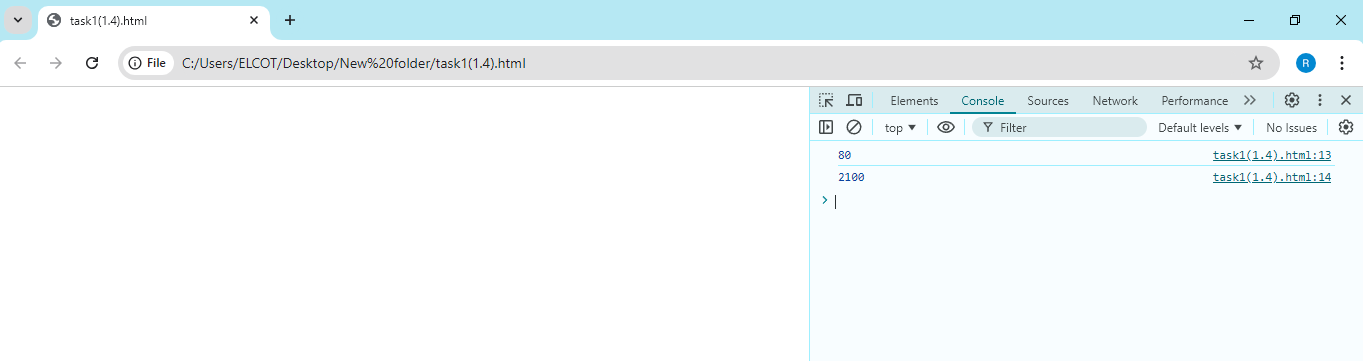 task1(1.4).html
File C:/Users/ELCOT/Desktop/New%20folder/task1(1.4).html R
Elements Console Sources Network Performance
top Filter Default levels No Issues
80 task1(1.4).html:13
2100 task1(1.4).html:14